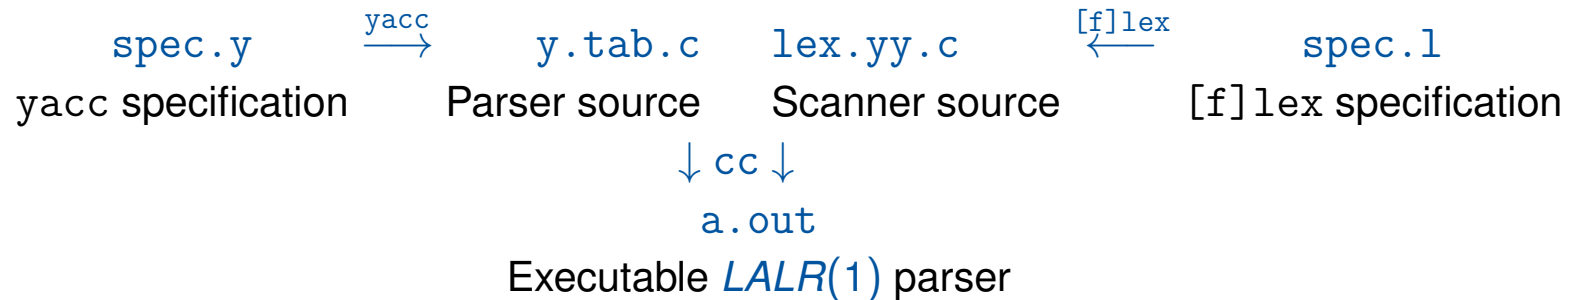 yacc [f]lex
spec.y ⟶ y.tab.c lex.yy.c ⟵ spec.l
yacc specification Parser source Scanner source [f]lex specification
↓ cc ↓
a.out
Executable LALR(1) parser